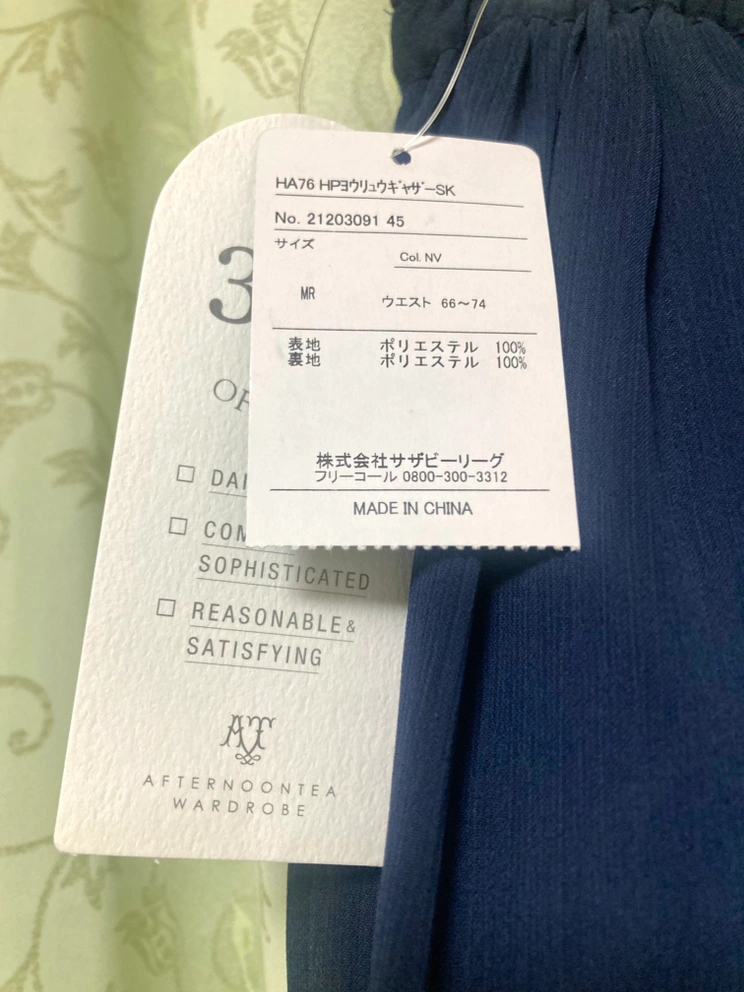 HA76 HPヨウリュウギャザーSK
No. 21203091 45
サイズ
Col. NV
MR ウエスト 66〜74
表地 ポリエステル 100%
裏地 ポリエステル 100%
株式会社サザビーリーグ
フリーコール 0800-300-3312
MADE IN CHINA
3
SOPHISTICATED
REASONABLE&
SATISFYING
AFTERNOONTEA
WARDROBE